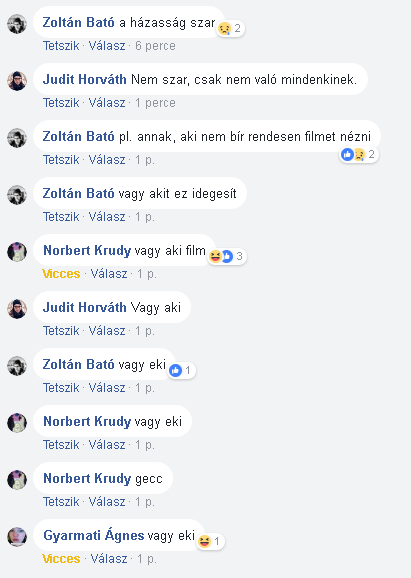 Zoltán Bató a házasság szar
2
Tetszik · Válasz · 6 perce
Judit Horváth Nem szar, csak nem való mindenkinek.
Tetszik · Válasz · 1 perce
Zoltán Bató pl. annak, aki nem bír rendesen filmet nézni
2
Tetszik · Válasz · 1 p.
Zoltán Bató vagy akit ez idegesít
Tetszik · Válasz · 1 p.
Norbert Krudy vagy aki film
3
Vicces · Válasz · 1 p.
Judit Horváth Vagy aki
Tetszik · Válasz · 1 p.
Zoltán Bató vagy eki
1
Tetszik · Válasz · 1 p.
Norbert Krudy vagy eki
Tetszik · Válasz · 1 p.
Norbert Krudy gecc
Tetszik · Válasz · 1 p.
Gyarmati Ágnes vagy eki
1
Vicces · Válasz · 1 p.